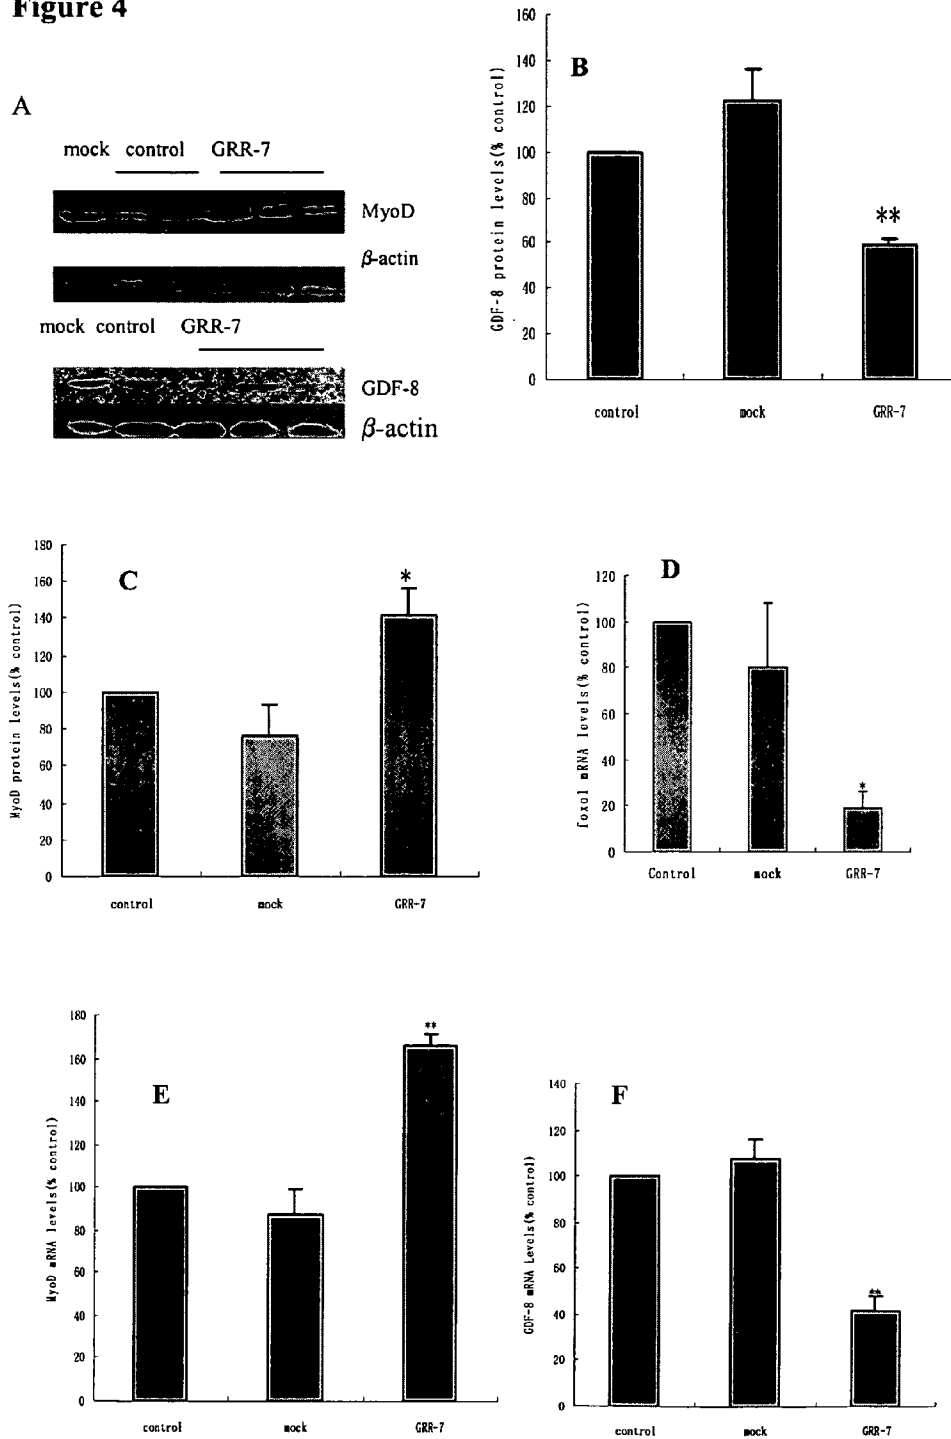 Figure 4
A
mock control GRR-7
MyoD
β-actin
mock control GRR-7
GDF-8
β-actin
B
GDF-8 protein levels(% control)
160
140
120
100
80
60
40
20
0
**
control mock GRR-7
C
MyoD protein levels(% control)
180
160
140
120
100
80
60
40
20
0
*
control mock GRR-7
D
foxo1 mRNA levels(% control)
120
100
80
60
40
20
0
*
Control mock GRR-7
E
MyoD mRNA levels(% control)
180
160
140
120
100
80
60
40
20
0
**
control mock GRR-7
F
GDF-8 mRNA Levels(% control)
140
120
100
80
60
40
20
0
**
control mock GRR-7